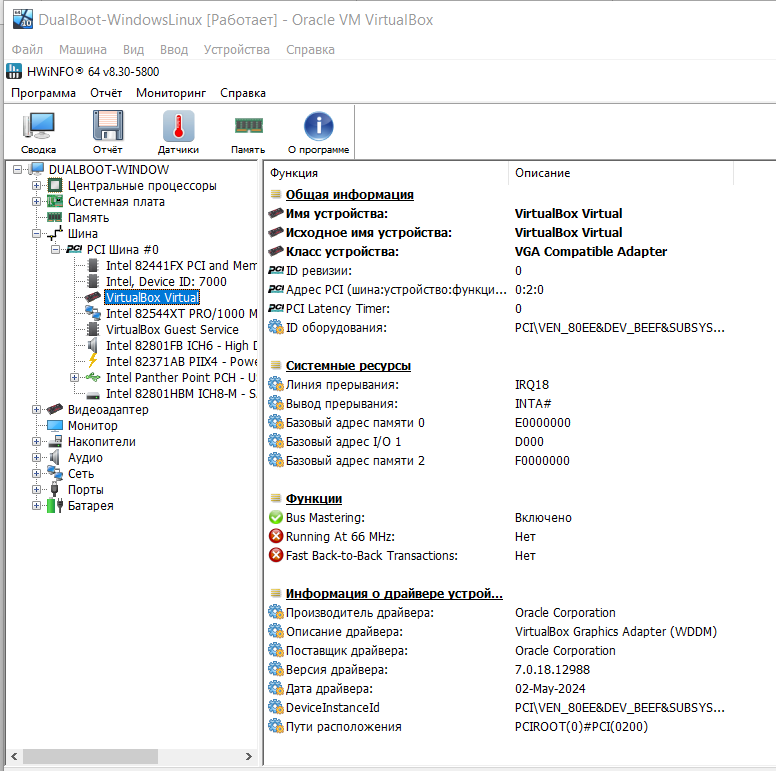 DualBoot-WindowsLinux [Работает] - Oracle VM VirtualBox
Файл Машина Вид Ввод Устройства Справка
HWiNFO® 64 v8.30-5800
Программа Отчёт Мониторинг Справка
Сводка Отчёт Датчики Память О программе
DUALBOOT-WINDOW
Центральные процессоры
Системная плата
Память
Шина
PCI Шина #0
Intel 82441FX PCI and Mem
Intel, Device ID: 7000
VirtualBox Virtual
Intel 82544XT PRO/1000 M
VirtualBox Guest Service
Intel 82801FB ICH6 - High D
Intel 82371AB PIIX4 - Powe
Intel Panther Point PCH - U
Intel 82801HBM ICH8-M - S
Видеоадаптер
Монитор
Накопители
Аудио
Сеть
Порты
Батарея
Функция Описание
Общая информация
Имя устройства: VirtualBox Virtual
Исходное имя устройства: VirtualBox Virtual
Класс устройства: VGA Compatible Adapter
ID ревизии: 0
Адрес PCI (шина:устройство:функци... 0:2:0
PCI Latency Timer: 0
ID оборудования: PCI\VEN_80EE&DEV_BEEF&SUBSYS...
Системные ресурсы
Линия прерывания: IRQ18
Вывод прерывания: INTA#
Базовый адрес памяти 0 E0000000
Базовый адрес I/O 1 D000
Базовый адрес памяти 2 F0000000
Функции
Bus Mastering: Включено
Running At 66 MHz: Нет
Fast Back-to-Back Transactions: Нет
Информация о драйвере устрой...
Производитель драйвера: Oracle Corporation
Описание драйвера: VirtualBox Graphics Adapter (WDDM)
Поставщик драйвера: Oracle Corporation
Версия драйвера: 7.0.18.12988
Дата драйвера: 02-May-2024
DeviceInstanceId PCI\VEN_80EE&DEV_BEEF&SUBSYS...
Пути расположения PCIROOT(0)#PCI(0200)